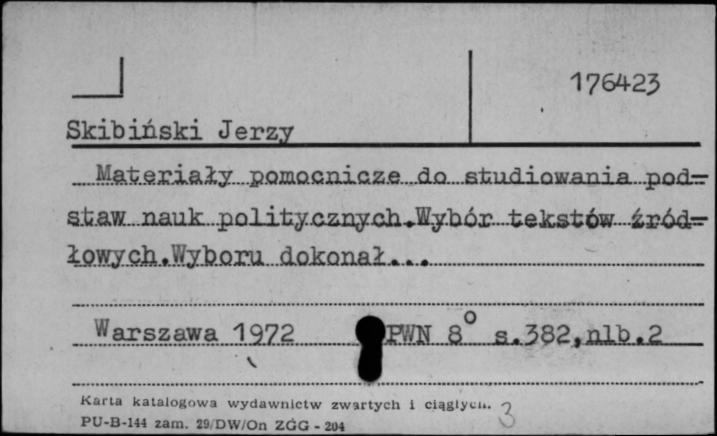 176423
Skibiński Jerzy
Materiały pomocnicze do studiowania pod=
staw nauk politycznych.Wybór tekstów źród=
łowych.Wyboru dokonał...
Warszawa 1972 PWN 8° s.382,nlb.2
Karta katalogowa wydawnictw zwartych i ciągłych.
3
PU-B-144 zam. 29/DW/On ZGG - 204